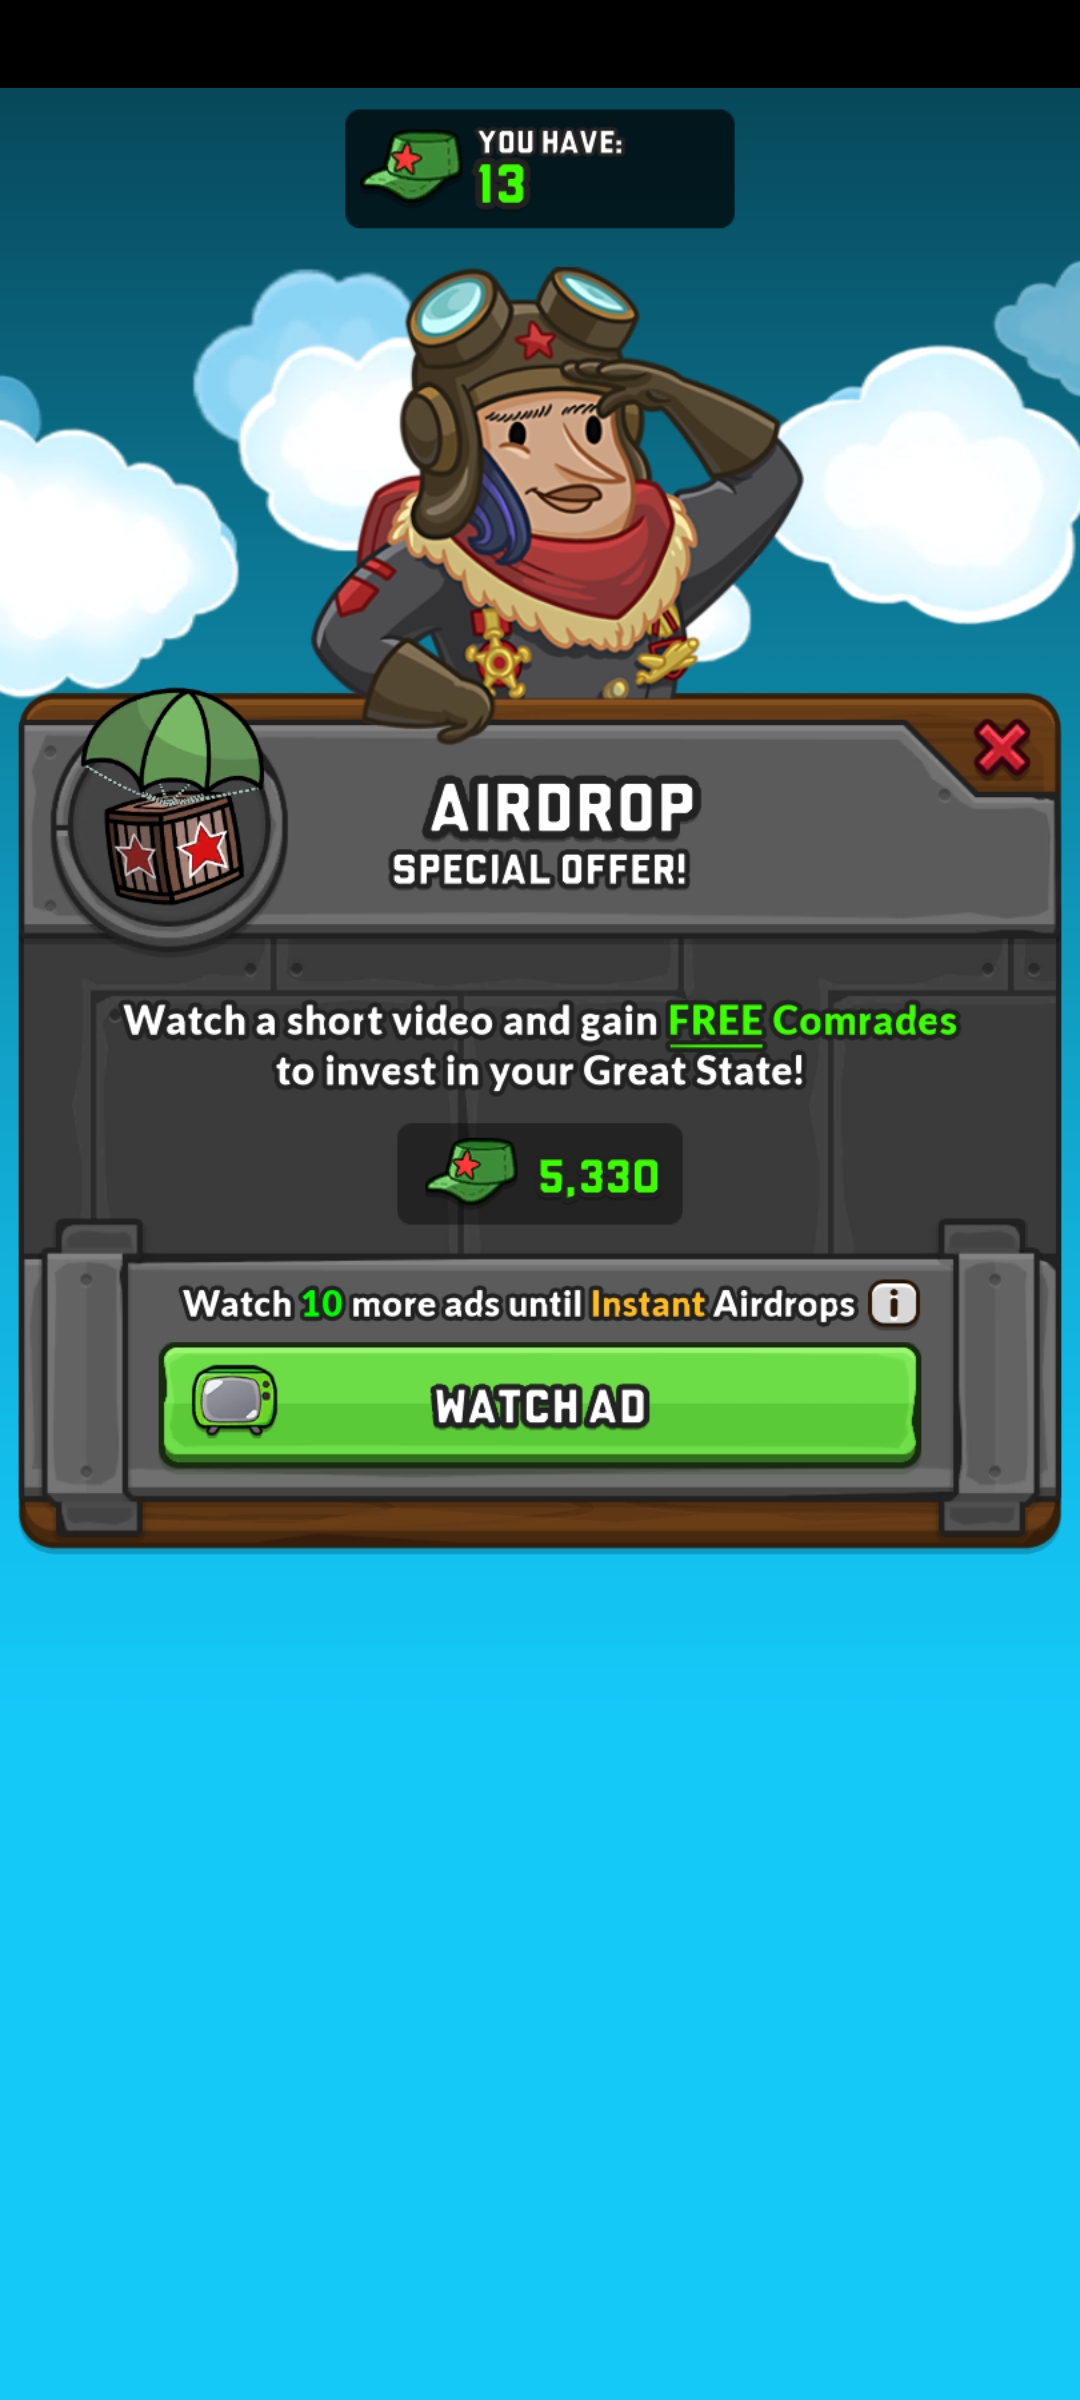 YOU HAVE:
13
AIRDROP
SPECIAL OFFER!
Watch a short video and gain FREE Comrades
to invest in your Great State!
5,330
Watch 10 more ads until Instant Airdrops i
WATCH AD